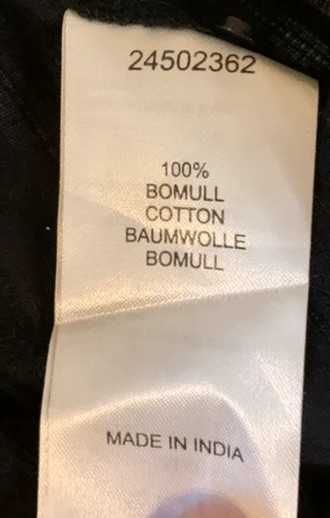 24502362
100%
BOMULL
COTTON
BAUMWOLLE
BOMULL
MADE IN INDIA